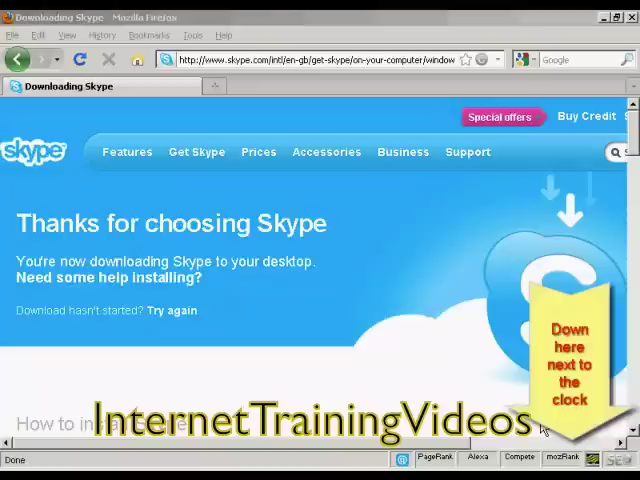 Downloading Skype - Mozilla Firefox
File Edit View History Bookmarks Tools Help
http://www.skype.com/intl/en-gb/get-skype/on-your-computer/window
Google
Downloading Skype
Special offers Buy Credit S
skype
Features Get Skype Prices Accessories Business Support
Thanks for choosing Skype
You're now downloading Skype to your desktop.
Need some help installing?
Download hasn't started? Try again
Down
here
next to
the
clock
How to install Skype
InternetTrainingVideos
Done PageRank Alexa Compete mozRank